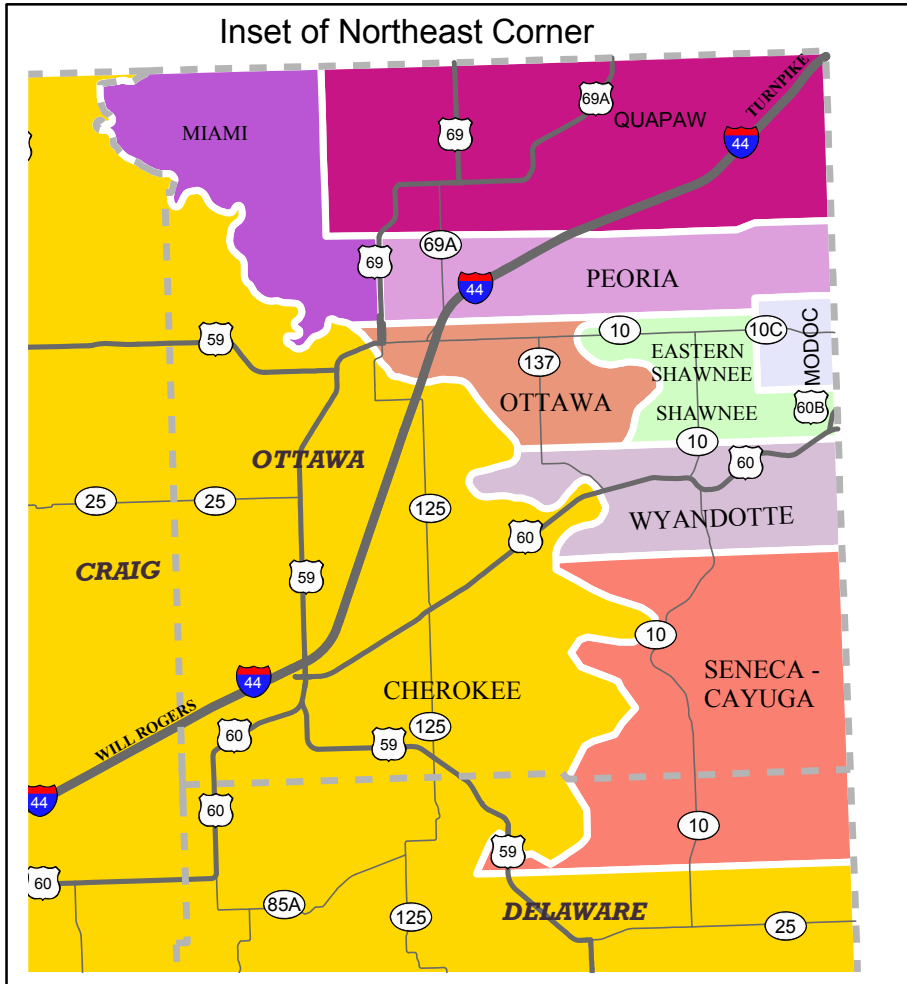 Inset of Northeast Corner
69A
TURNPIKE
MIAMI
69
QUAPAW
44
69
69A
44
PEORIA
59
10
10C
EASTERN
SHAWNEE
MODOC
137
OTTAWA
SHAWNEE
60B
10
OTTAWA
60
25
25
125
WYANDOTTE
60
CRAIG
59
10
44
CHEROKEE
SENECA -
CAYUGA
WILL ROGERS
60
59
125
44
60
10
59
60
85A
125
DELAWARE
25